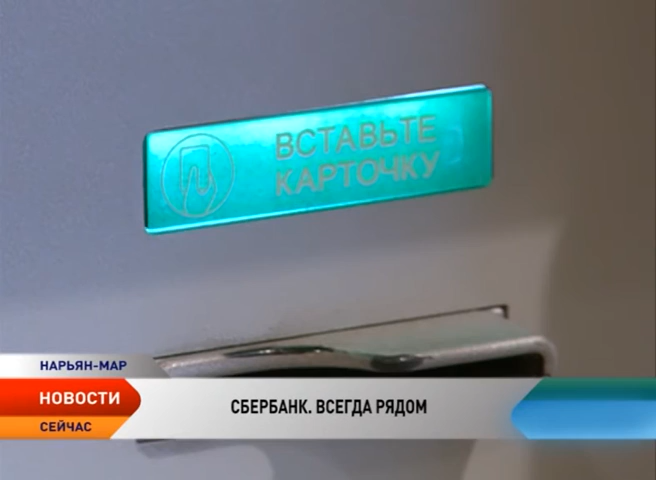 ВСТАВЬТЕ
КАРТОЧКУ
НАРЬЯН-МАР
НОВОСТИ
СЕЙЧАС
СБЕРБАНК. ВСЕГДА РЯДОМ